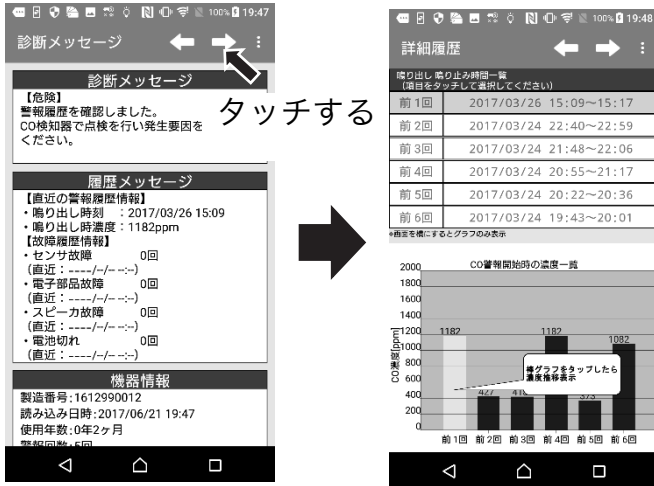 100% 19:47
診断メッセージ
診断メッセージ
【危険】
警報履歴を確認しました。
CO検知器で点検を行い発生要因を
ください。
履歴メッセージ
【直近の警報履歴情報】
・鳴り出し時刻 :2017/03/26 15:09
・鳴り出し時濃度:1182ppm
【故障履歴情報】
・センサ故障 0回
(直近:----/--/-- --:--)
・電子部品故障 0回
(直近:----/--/-- --:--)
・スピーカ故障 0回
(直近:----/--/-- --:--)
・電池切れ 0回
(直近:----/--/-- --:--)
機器情報
製造番号:1612990012
読み込み日時:2017/06/21 19:47
使用年数:0年2ヶ月
警報回数:5回
タッチする
100% 19:48
詳細履歴
鳴り出し 鳴り止み時間一覧
(項目をタッチして選択してください)
前 1回 2017/03/26 15:09～15:17
前 2回 2017/03/24 22:40～22:59
前 3回 2017/03/24 21:48～22:06
前 4回 2017/03/24 20:55～21:17
前 5回 2017/03/24 20:22～20:36
前 6回 2017/03/24 19:43～20:01
*画面を横にするとグラフのみ表示
CO警報開始時の濃度一覧
CO濃度[ppm]
2000
1800
1600
1400
1200
1000
800
600
400
200
0
1182
427
418
1182
373
1082
棒グラフをタップしたら
濃度推移表示
前 1回 前 2回 前 3回 前 4回 前 5回 前 6回